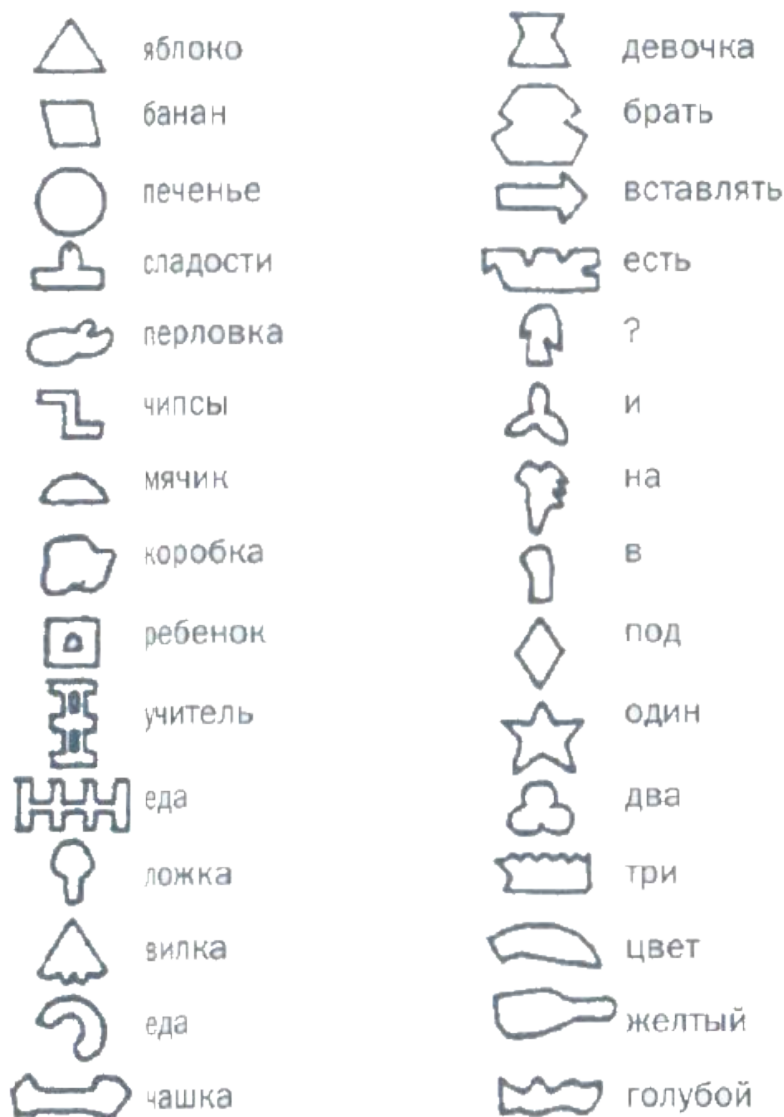 яблоко
банан
печенье
сладости
перловка
чипсы
мячик
коробка
ребенок
учитель
еда
ложка
вилка
еда
чашка
девочка
брать
вставлять
есть
?
и
на
в
под
один
два
три
цвет
желтый
голубой